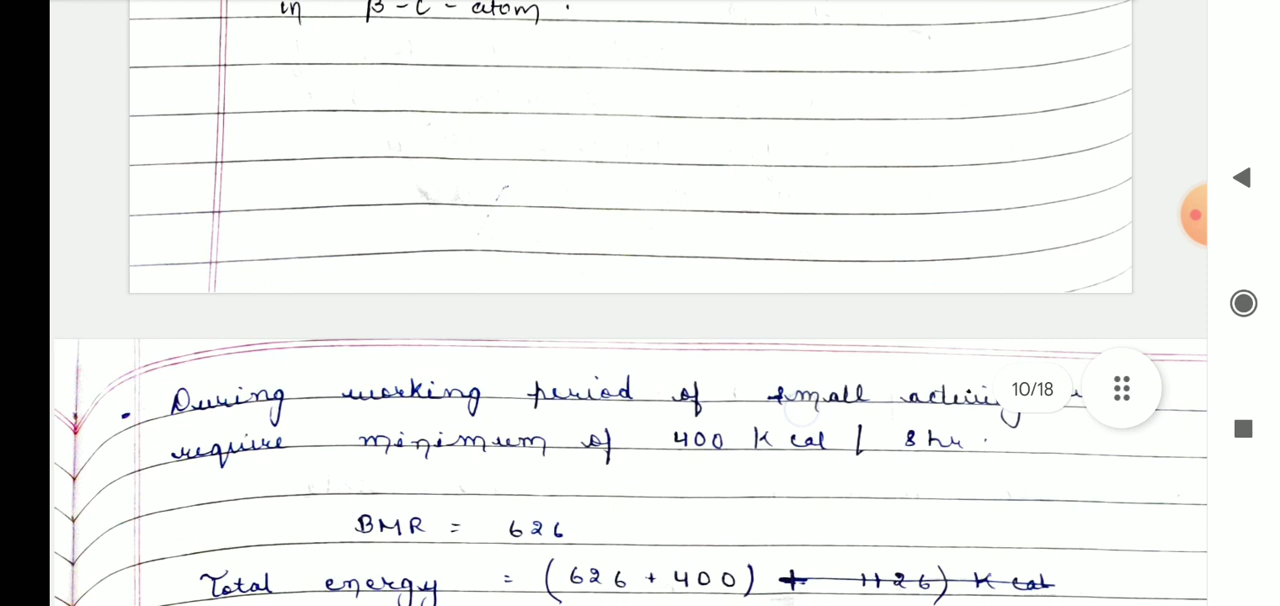 in β-C-atom.
During working period of small
10/18
require minimum of 400 K cal / 8 hr.
BMR = 626
Total energy = (626 + 400) + 1126) K cal